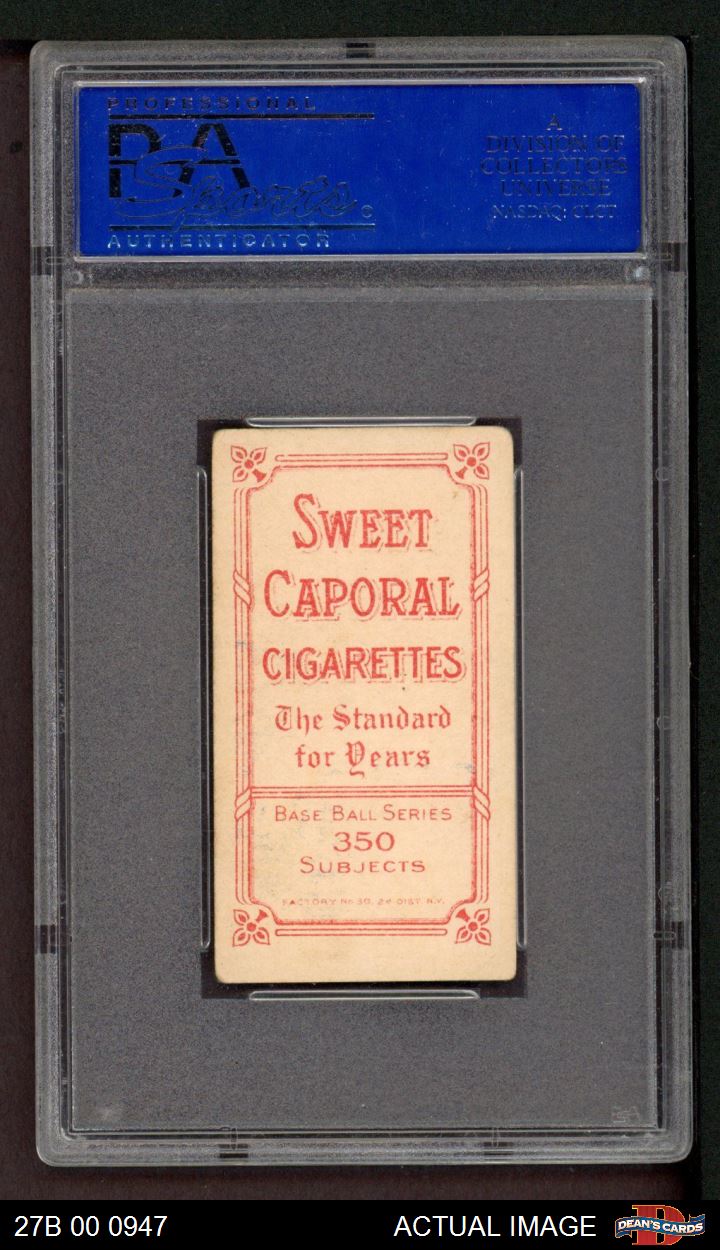 PROFESSIONAL
PSA
Sports
AUTHENTICATOR
A
DIVISION OF
COLLECTORS
UNIVERSE
NASDAQ: CLCT
SWEET
CAPORAL
CIGARETTES
The Standard
for Years
BASE BALL SERIES
350
SUBJECTS
FACTORY No 30, 2d DIST. N.Y.
27B 00 0947
ACTUAL IMAGE
D
DEAN'S CARDS